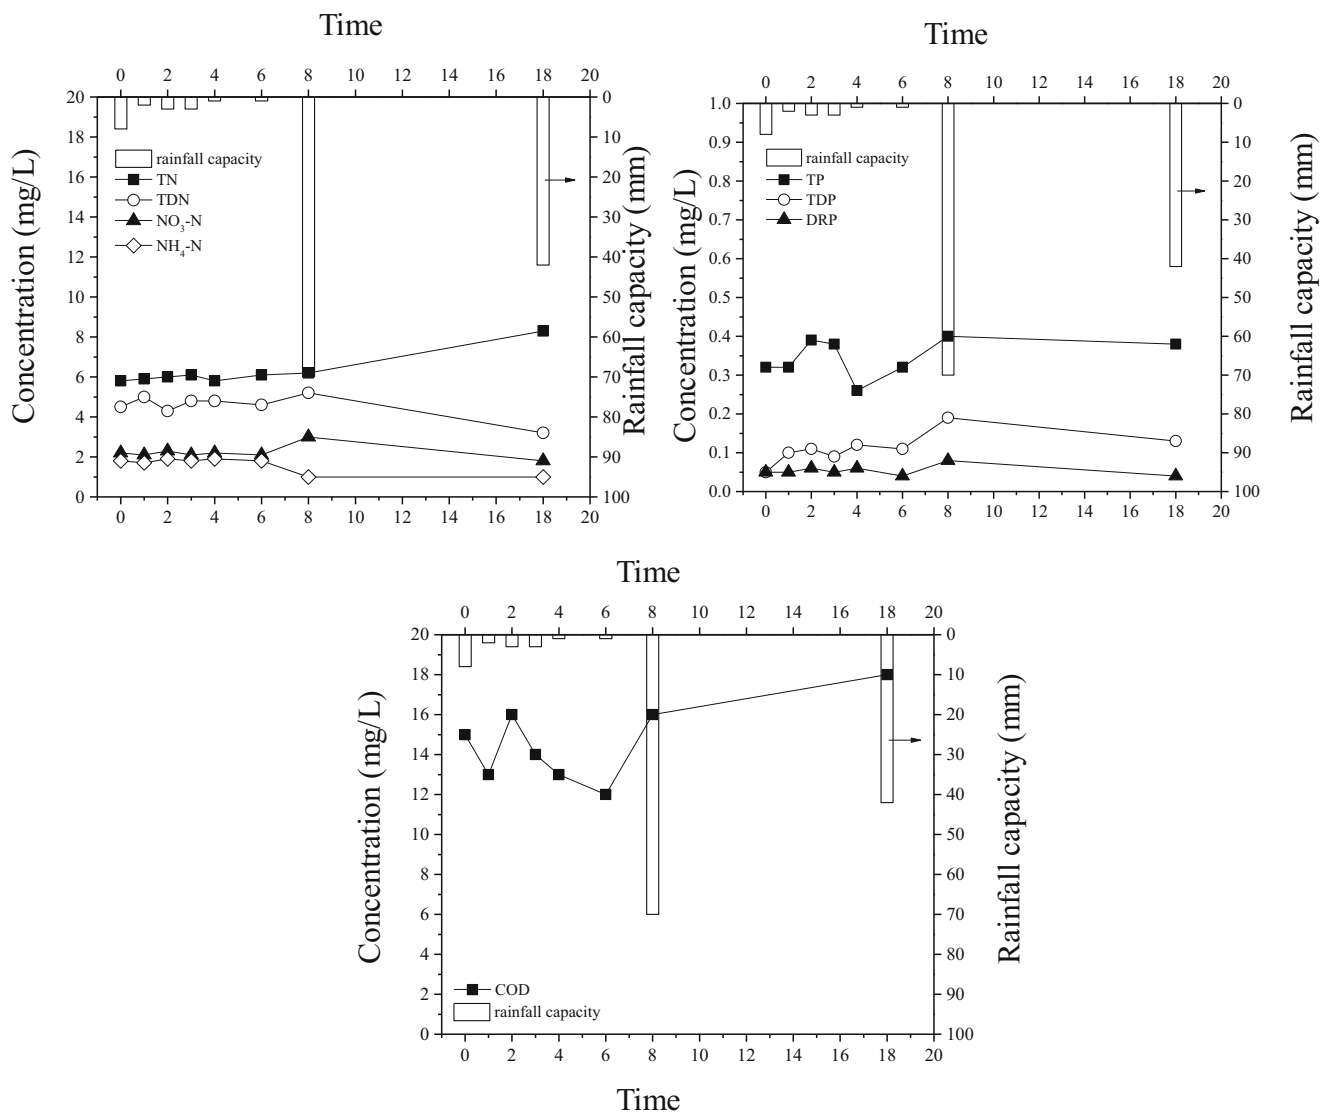 Time
0 2 4 6 8 10 12 14 16 18 20
20 18 16 14 12 10 8 6 4 2 0
Concentration (mg/L)
rainfall capacity
TN
TDN
NO3-N
NH4-N
0 10 20 30 40 50 60 70 80 90 100
Rainfall capacity (mm)
0 2 4 6 8 10 12 14 16 18 20
Time
0 2 4 6 8 10 12 14 16 18 20
1.0 0.9 0.8 0.7 0.6 0.5 0.4 0.3 0.2 0.1 0.0
Concentration (mg/L)
rainfall capacity
TP
TDP
DRP
0 10 20 30 40 50 60 70 80 90 100
Rainfall capacity (mm)
0 2 4 6 8 10 12 14 16 18 20
Time
0 2 4 6 8 10 12 14 16 18 20
20 18 16 14 12 10 8 6 4 2 0
Concentration (mg/L)
COD
rainfall capacity
0 10 20 30 40 50 60 70 80 90 100
Rainfall capacity (mm)
0 2 4 6 8 10 12 14 16 18 20
Time